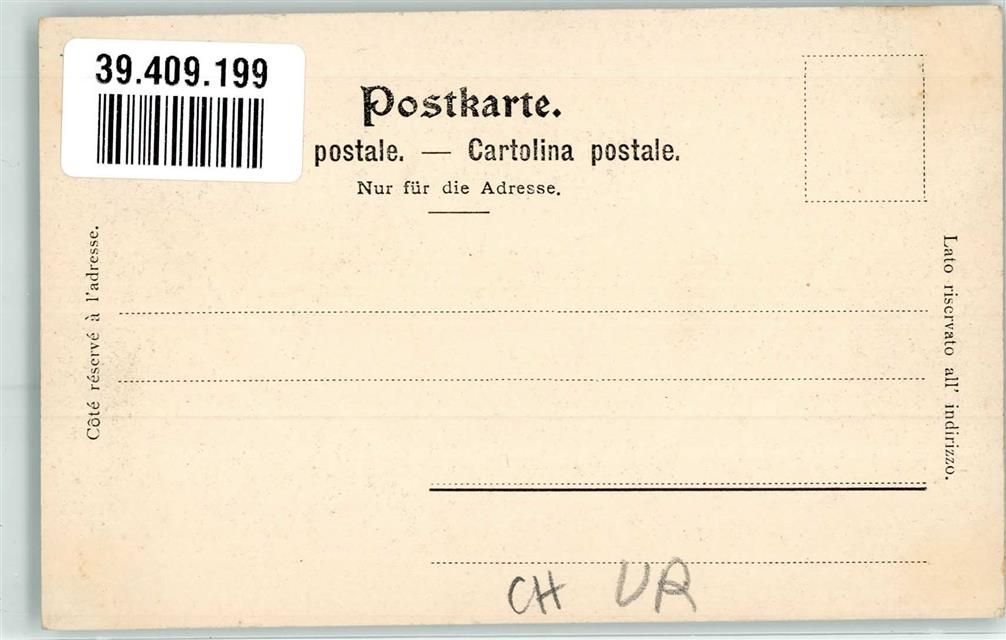 39.409.199
Postkarte.
postale. — Cartolina postale.
Nur für die Adresse.
Côté réservé à l'adresse.
Lato riservato all' indirizzo.
CH UR